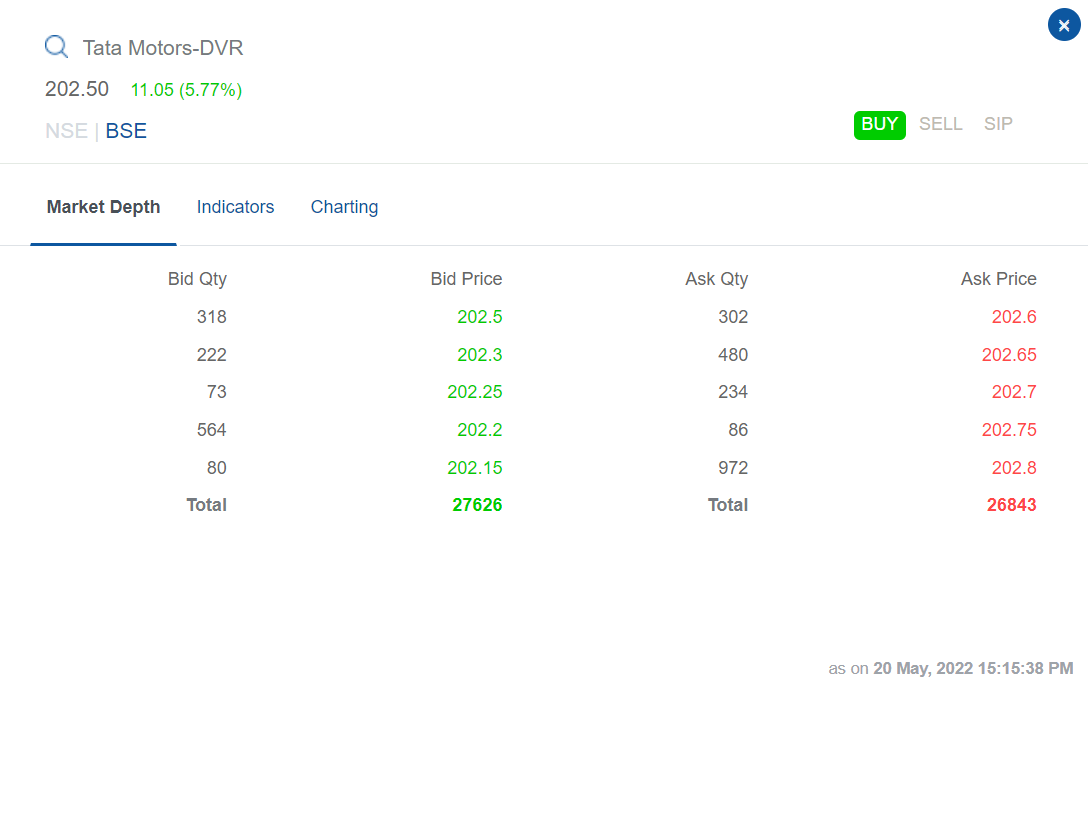 Tata Motors-DVR
202.50 11.05 (5.77%)
NSE | BSE
BUY SELL SIP
Market Depth Indicators Charting
Bid Qty Bid Price Ask Qty Ask Price
318 202.5 302 202.6
222 202.3 480 202.65
73 202.25 234 202.7
564 202.2 86 202.75
80 202.15 972 202.8
Total 27626 Total 26843
as on 20 May, 2022 15:15:38 PM